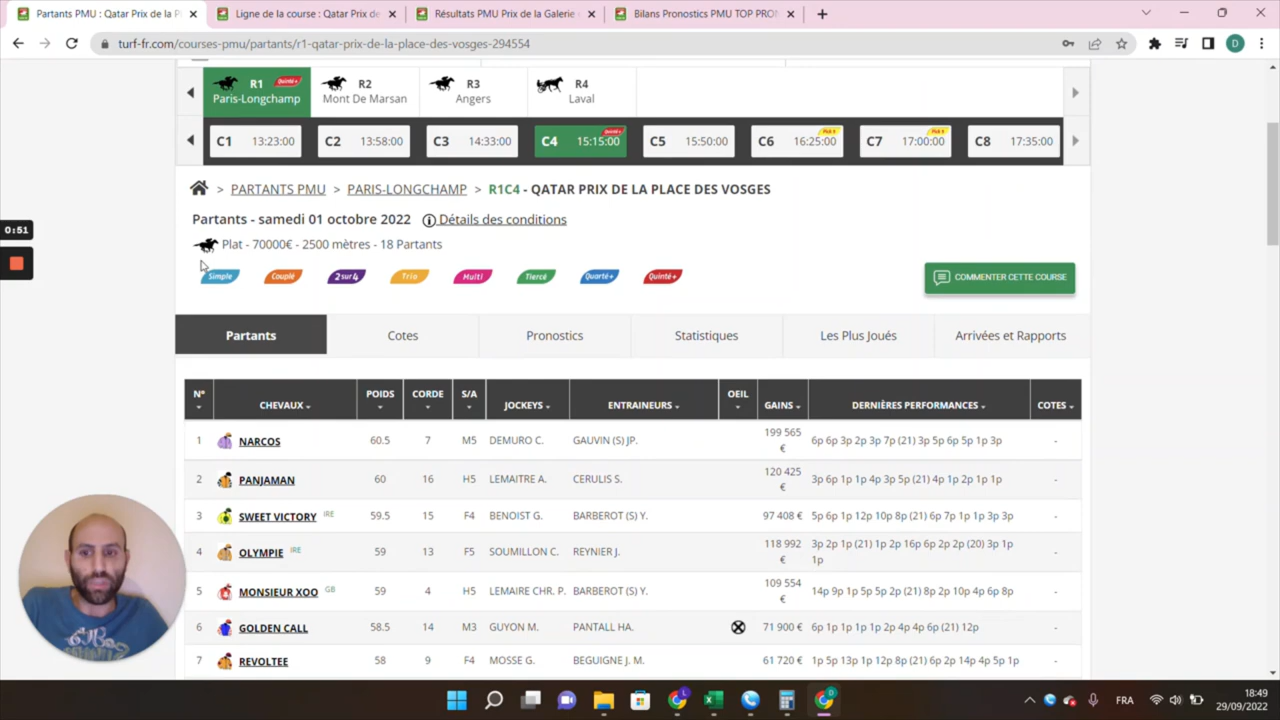 Partants PMU : Qatar Prix de la P
Ligne de la course : Qatar Prix de
Résultats PMU Prix de la Galerie
Bilans Pronostics PMU TOP PRON
turf-fr.com/courses-pmu/partants/r1-qatar-prix-de-la-place-des-vosges-294554
D
R1 Quinté+ R2 R3 R4
Paris-Longchamp Mont De Marsan Angers Laval
C1 13:23:00 C2 13:58:00 C3 14:33:00 C4 15:15:00 Quinté+ C5 15:50:00 C6 16:25:00 C7 17:00:00 C8 17:35:00
> PARTANTS PMU > PARIS-LONGCHAMP > R1C4 - QATAR PRIX DE LA PLACE DES VOSGES
Partants - samedi 01 octobre 2022 Détails des conditions
0:51
Plat - 70000€ - 2500 mètres - 18 Partants
Simple Couplé 2sur4 Trio Multi Tiercé Quarté+ Quinté+
COMMENTER CETTE COURSE
Partants Cotes Pronostics Statistiques Les Plus Joués Arrivées et Rapports
N° CHEVAUX POIDS CORDE S/A JOCKEYS ENTRAINEURS OEIL GAINS DERNIÈRES PERFORMANCES COTES
1 NARCOS 60.5 7 M5 DEMURO C. GAUVIN (S) JP. 199 565 € 6p 6p 3p 2p 3p 7p (21) 3p 5p 6p 5p 1p 3p -
2 PANJAMAN 60 16 H5 LEMAITRE A. CERULIS S. 120 425 € 3p 6p 1p 1p 4p 3p 5p (21) 4p 1p 2p 1p 1p -
3 SWEET VICTORY IRE 59.5 15 F4 BENOIST G. BARBEROT (S) Y. 97 408 € 5p 6p 1p 12p 10p 8p (21) 6p 7p 1p 1p 3p 3p -
4 OLYMPIE IRE 59 13 F5 SOUMILLON C. REYNIER J. 118 992 € 3p 2p 1p (21) 1p 2p 16p 6p 2p 2p (20) 3p 1p 1p -
5 MONSIEUR XOO GB 59 4 H5 LEMAIRE CHR. P. BARBEROT (S) Y. 109 554 € 14p 9p 1p 5p 5p 2p (21) 8p 2p 10p 4p 6p 8p -
6 GOLDEN CALL 58.5 14 M3 GUYON M. PANTALL HA. 71 900 € 6p 1p 1p 1p 1p 2p 4p 4p 6p (21) 12p -
7 REVOLTEE 58 9 F4 MOSSE G. BEGUIGNE J. M. 61 720 € 1p 5p 13p 1p 12p 8p (21) 6p 2p 14p 4p 5p 1p -
FRA
18:49
29/09/2022